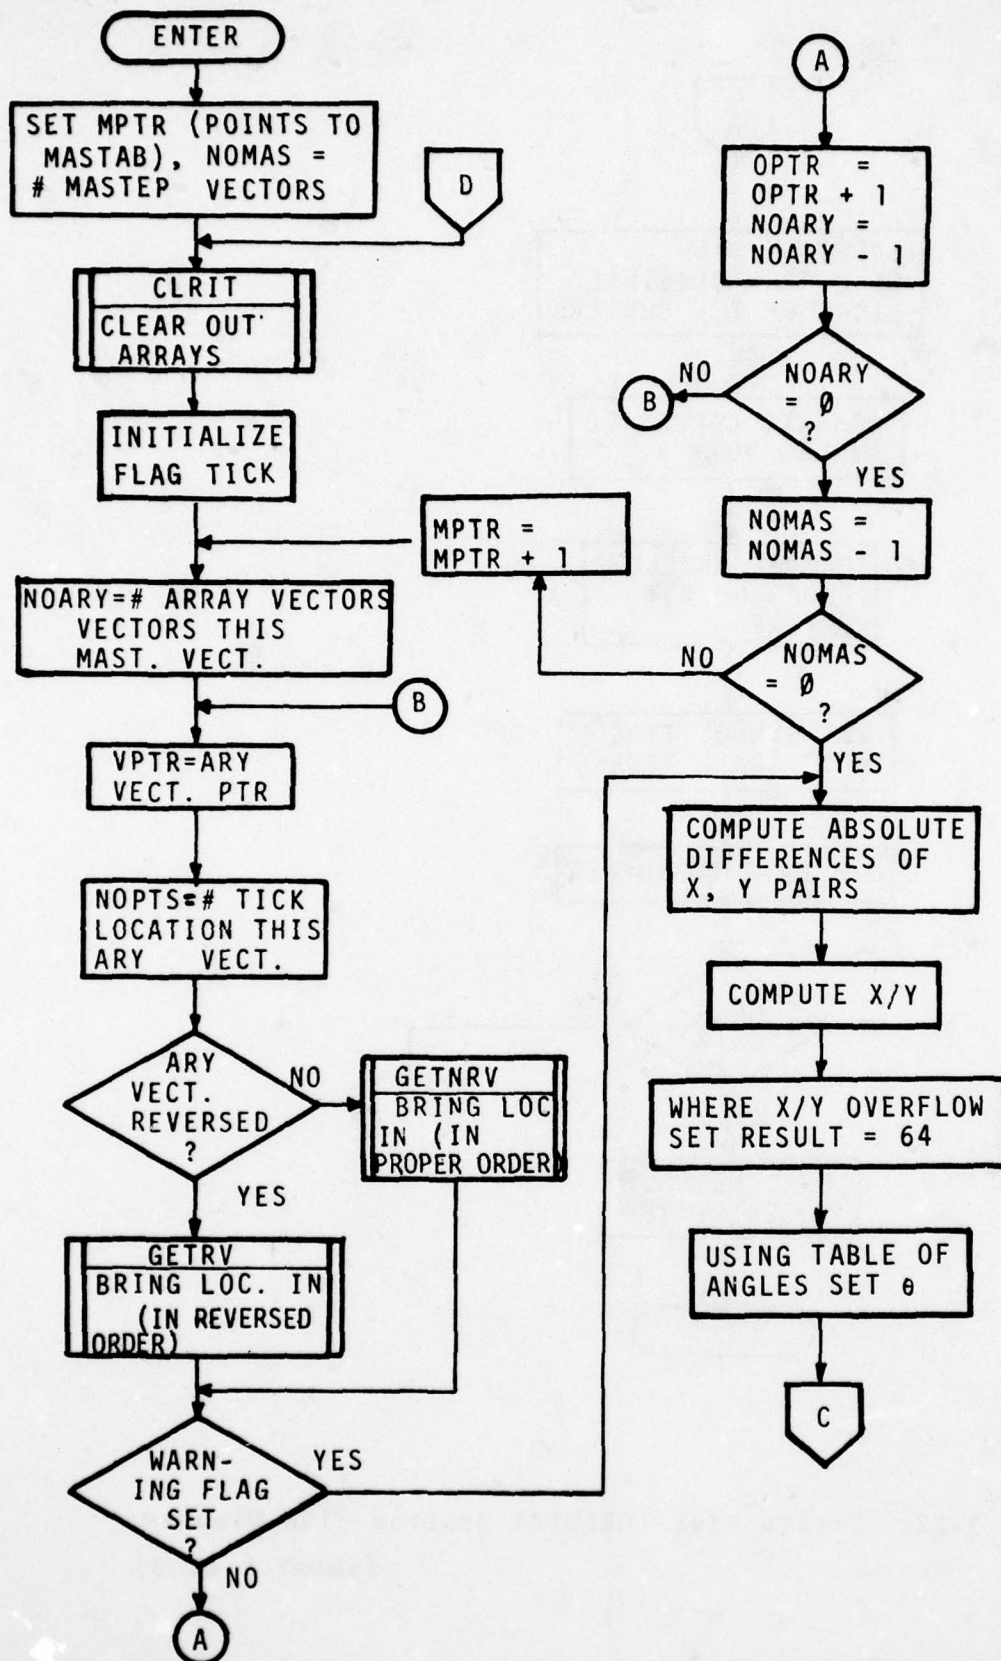 ENTER
SET MPTR (POINTS TO
MASTAB), NOMAS =
# MASTEP VECTORS
D
CLRIT
CLEAR OUT
ARRAYS
INITIALIZE
FLAG TICK
MPTR =
MPTR + 1
NOARY=# ARRAY VECTORS
VECTORS THIS
MAST. VECT.
B
VPTR=ARY
VECT. PTR
NOPTS=# TICK
LOCATION THIS
ARY VECT.
ARY
VECT.
REVERSED
?
NO
GETNRV
BRING LOC
IN (IN
PROPER ORDER)
YES
GETRV
BRING LOC. IN
(IN REVERSED
ORDER)
WARN-
ING FLAG
SET
?
YES
NO
A
A
OPTR =
OPTR + 1
NOARY =
NOARY - 1
NOARY
= Ø
?
NO
B
YES
NOMAS =
NOMAS - 1
NOMAS
= Ø
?
NO
YES
COMPUTE ABSOLUTE
DIFFERENCES OF
X, Y PAIRS
COMPUTE X/Y
WHERE X/Y OVERFLOW
SET RESULT = 64
USING TABLE OF
ANGLES SET θ
C